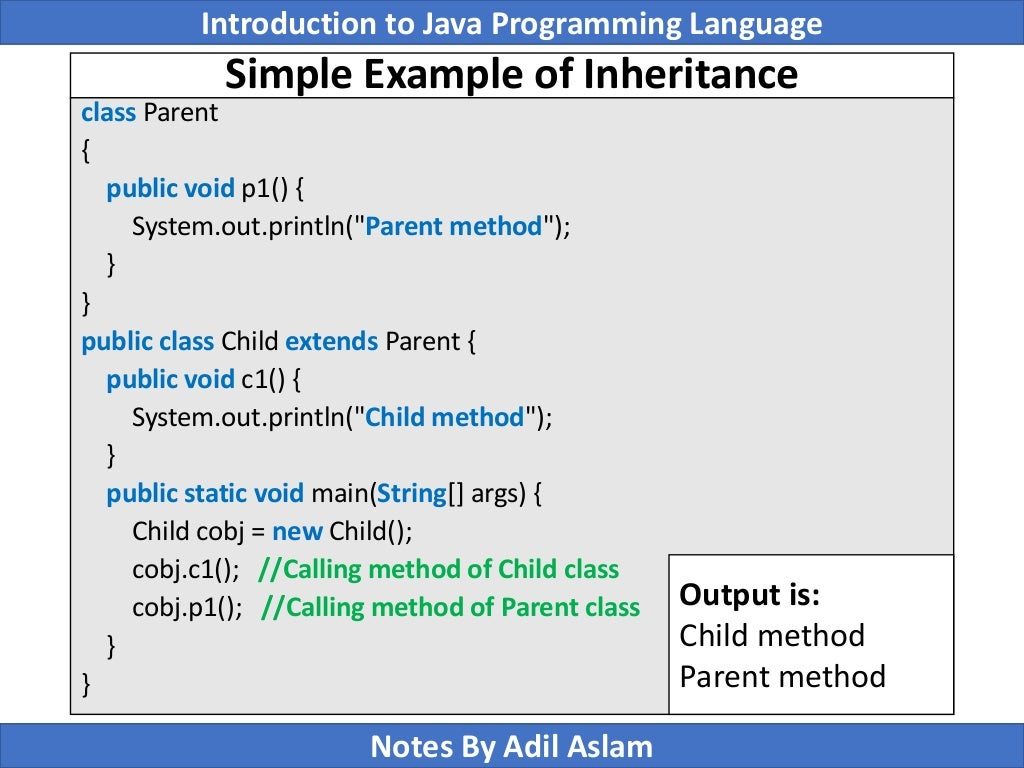 Introduction to Java Programming Language
Simple Example of Inheritance
class Parent
{
public void p1() {
System.out.println("Parent method");
}
}
public class Child extends Parent {
public void c1() {
System.out.println("Child method");
}
public static void main(String[] args) {
Child cobj = new Child();
cobj.c1(); //Calling method of Child class
cobj.p1(); //Calling method of Parent class
}
}
Output is:
Child method
Parent method
Notes By Adil Aslam